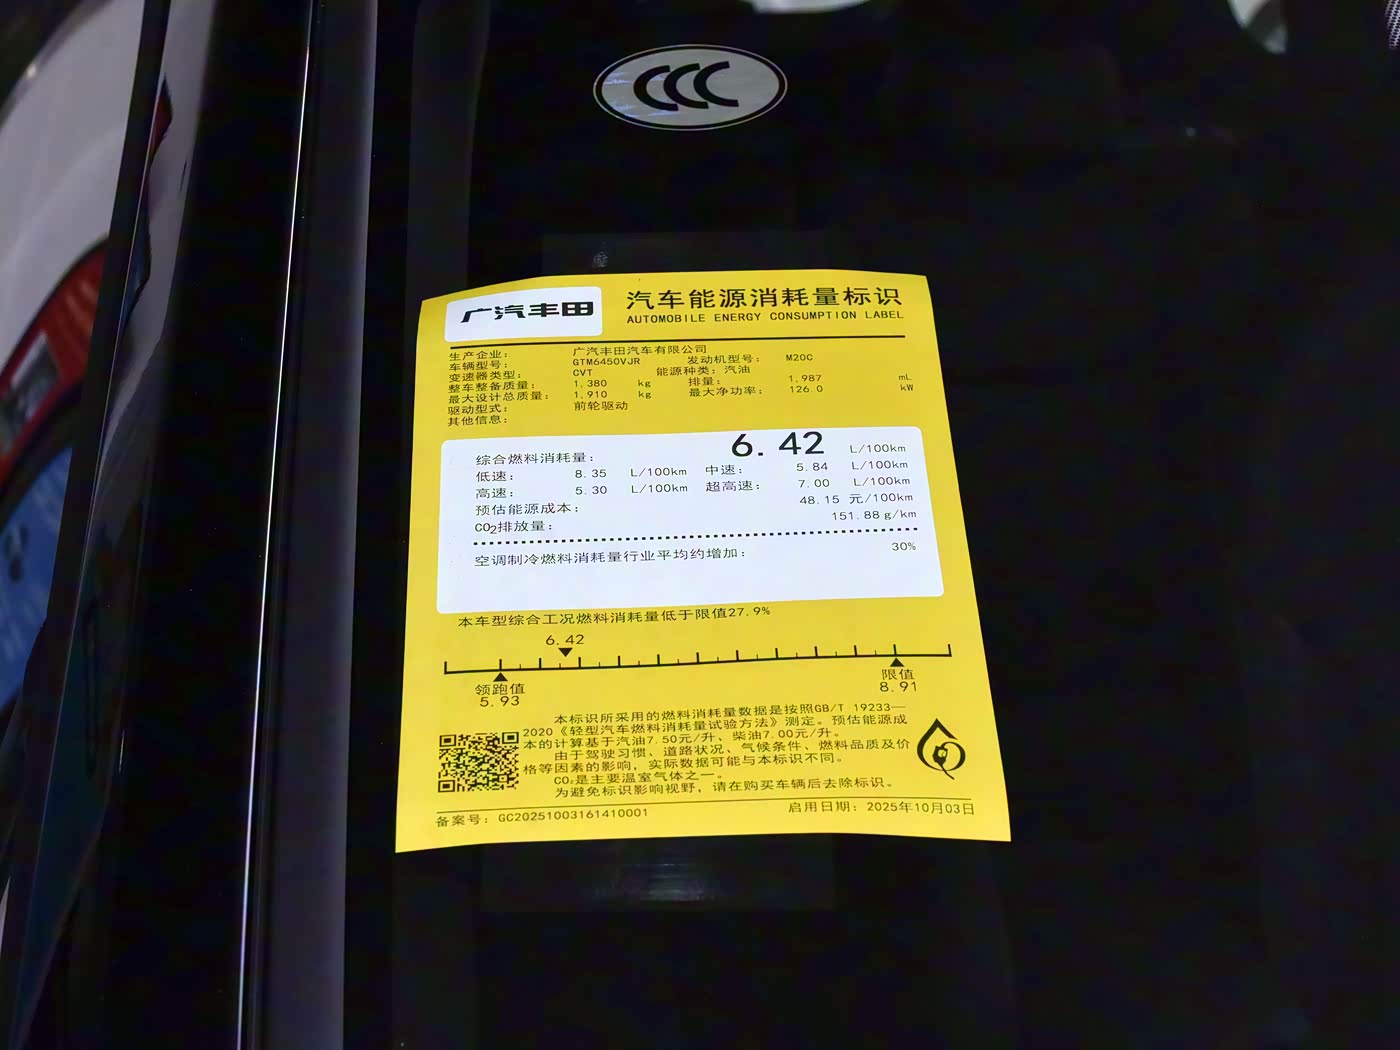 CCC
广汽丰田
汽车能源消耗量标识
AUTOMOBILE ENERGY CONSUMPTION LABEL
生产企业： 广汽丰田汽车有限公司
车辆型号： GTM6450VJR 发动机型号： M20C
变速器类型： CVT 能源种类： 汽油
整车整备质量： 1,380 kg 排量： 1,987 mL
最大设计总质量： 1,910 kg 最大净功率： 126.0 kW
驱动型式： 前轮驱动
其他信息：
综合燃料消耗量： 6.42 L/100km
低速： 8.35 L/100km 中速： 5.84 L/100km
高速： 5.30 L/100km 超高速： 7.00 L/100km
预估能源成本： 48.15 元/100km
CO₂排放量： 151.88 g/km
空调制冷燃料消耗量行业平均约增加： 30%
本车型综合工况燃料消耗量低于限值27.9%
6.42
领跑值 限值
5.93 8.91
本标识所采用的燃料消耗量数据是按照GB/T 19233—
2020《轻型汽车燃料消耗量试验方法》测定。预估能源成
本的计算基于汽油7.50元/升、柴油7.00元/升。
由于驾驶习惯、道路状况、气候条件、燃料品质及价
格等因素的影响，实际数据可能与本标识不同。
CO₂是主要温室气体之一。
为避免标识影响视野，请在购买车辆后去除标识。
备案号：GC20251003161410001 启用日期：2025年10月03日